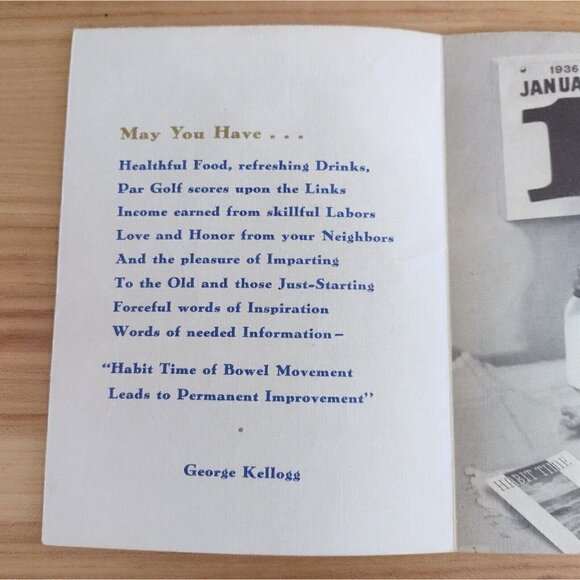 May You Have . . .
Healthful Food, refreshing Drinks,
Par Golf scores upon the Links
Income earned from skillful Labors
Love and Honor from your Neighbors
And the pleasure of Imparting
To the Old and those Just-Starting
Forceful words of Inspiration
Words of needed Information—
"Habit Time of Bowel Movement
Leads to Permanent Improvement"
George Kellogg
1936
JANUA
1
HABIT TIME